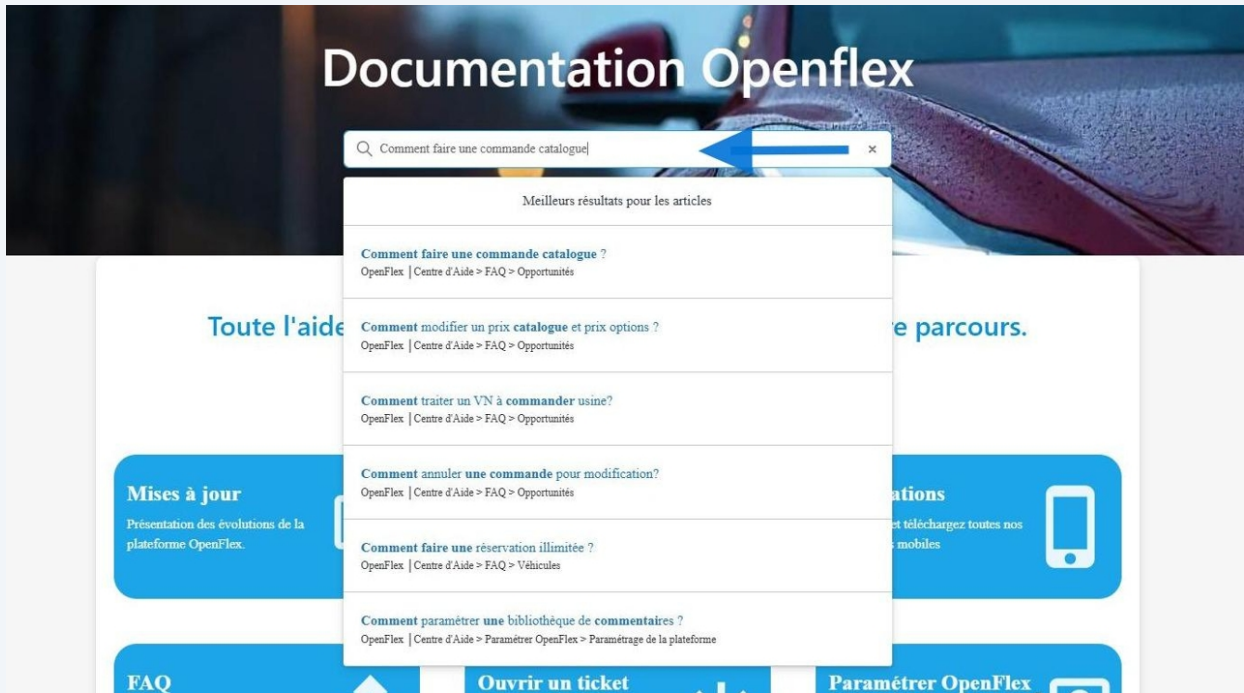 Documentation Openflex
Comment faire une commande catalogue
×
Meilleurs résultats pour les articles
Comment faire une commande catalogue ?
OpenFlex | Centre d'Aide > FAQ > Opportunités
Toute l'aide
re parcours.
Comment modifier un prix catalogue et prix options ?
OpenFlex | Centre d'Aide > FAQ > Opportunités
Comment traiter un VN à commander usine?
OpenFlex | Centre d'Aide > FAQ > Opportunités
Comment annuler une commande pour modification?
OpenFlex | Centre d'Aide > FAQ > Opportunités
Mises à jour
Présentation des évolutions de la
plateforme OpenFlex.
ations
et téléchargez toutes nos
mobiles
Comment faire une réservation illimitée ?
OpenFlex | Centre d'Aide > FAQ > Véhicules
Comment paramétrer une bibliothèque de commentaires ?
OpenFlex | Centre d'Aide > Paramétrer OpenFlex > Paramétrage de la plateforme
FAQ
Ouvrir un ticket
Paramétrer OpenFlex